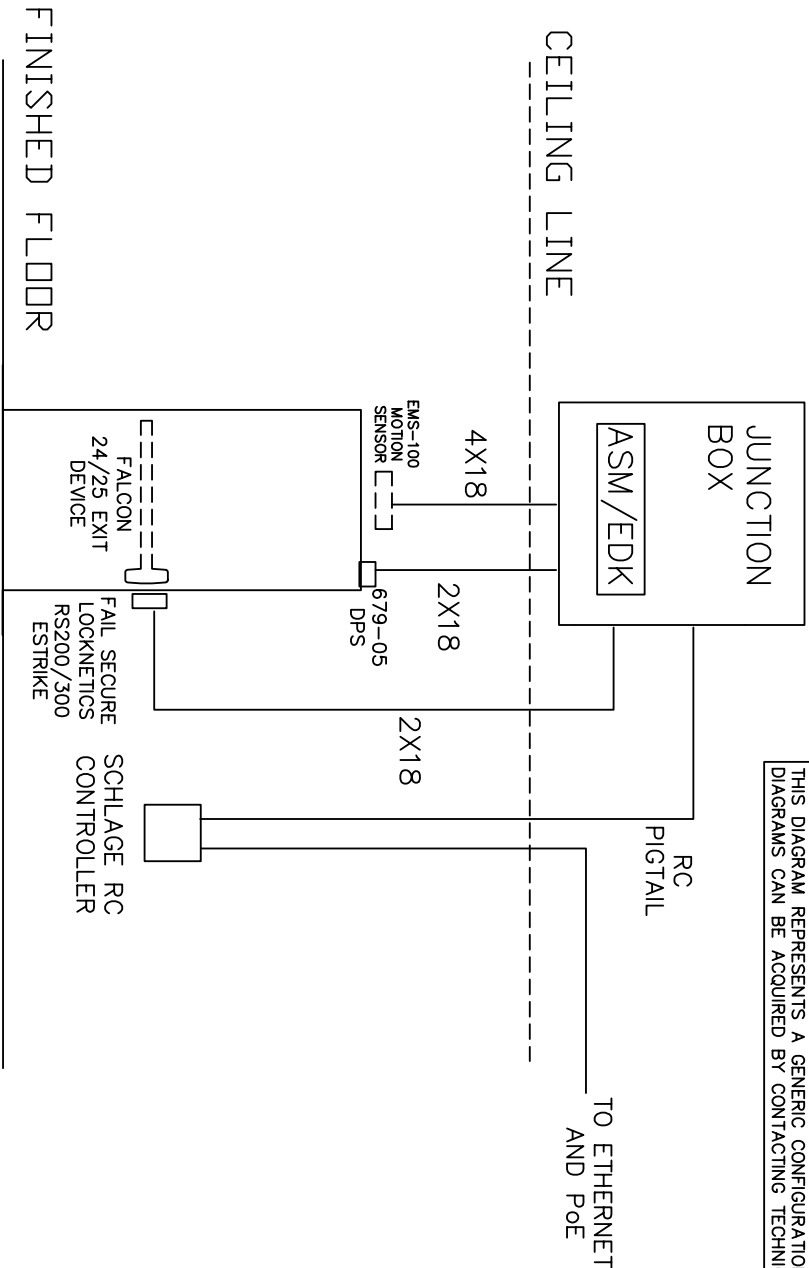 THIS DIAGRAM REPRESENTS A GENERIC CONFIGURATIO
DIAGRAMS CAN BE ACQUIRED BY CONTACTING TECHNI
JUNCTION
BOX
ASM/EDK
RC
PIGTAIL
TO ETHERNET
AND PoE
CEILING LINE
4X18
2X18
2X18
EMS-100
MOTION
SENSOR
679-05
DPS
FALCON
24/25 EXIT
DEVICE
FAIL SECURE
LOCKNETICS
RS200/300
ESTRIKE
SCHLAGE RC
CONTROLLER
FINISHED FLOOR